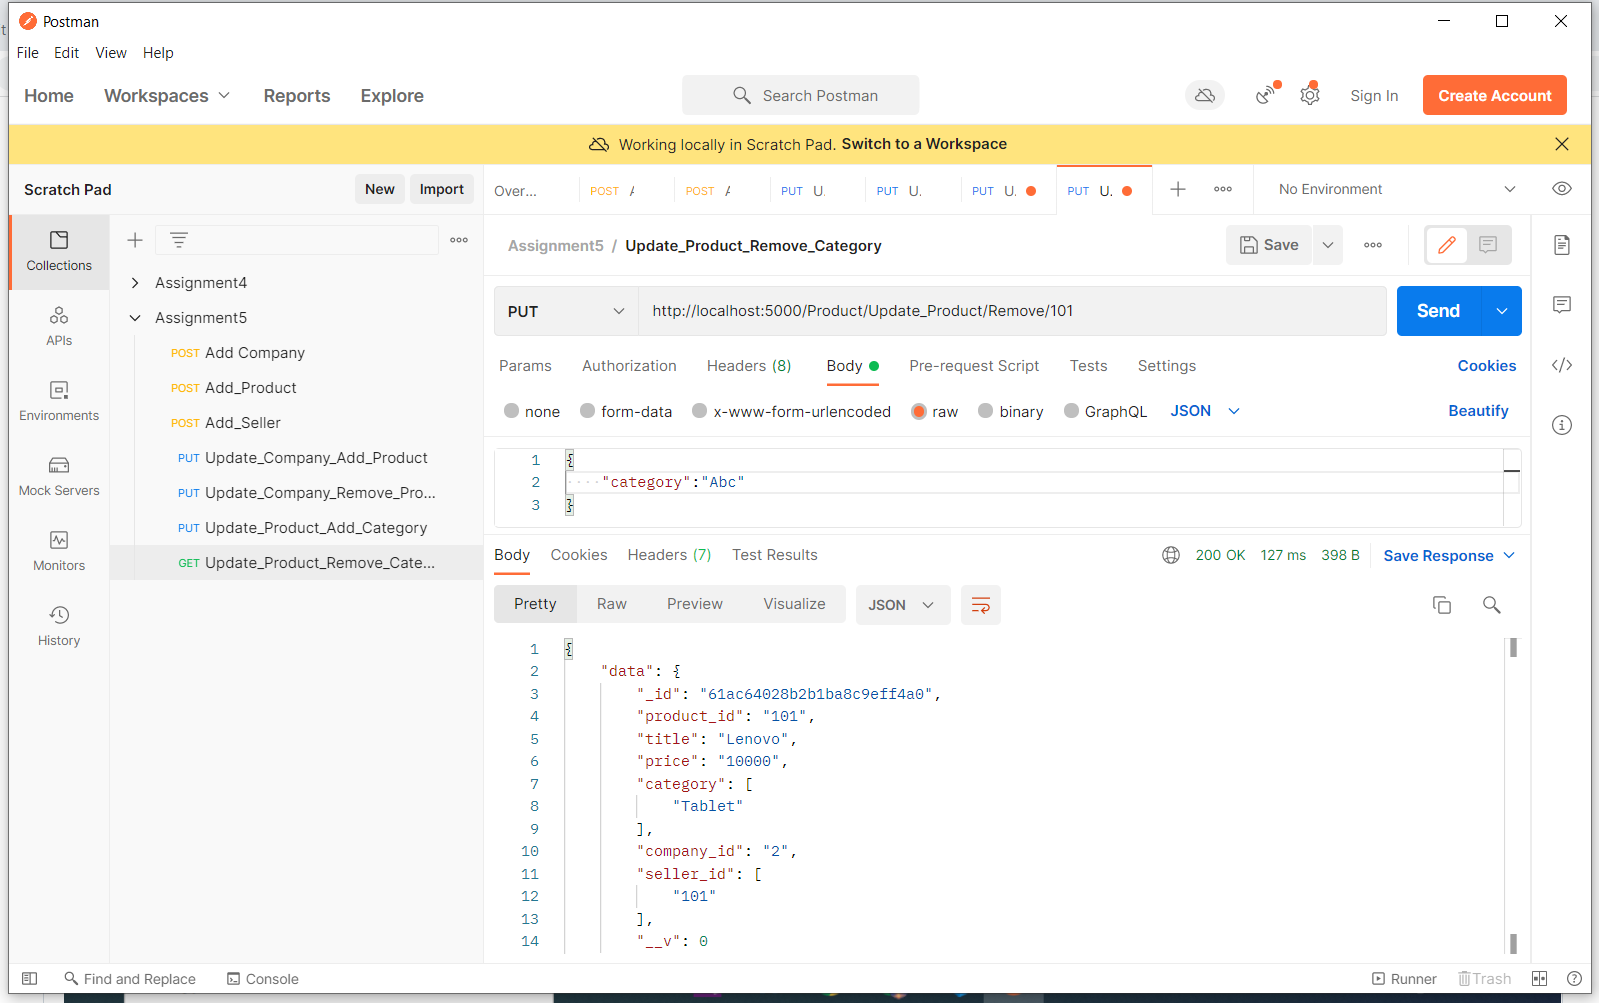 Postman
File Edit View Help
Home Workspaces Reports Explore Search Postman Sign In Create Account
Working locally in Scratch Pad. Switch to a Workspace
Scratch Pad New Import Over... POST POST PUT U. PUT U. PUT U. PUT U. No Environment
Collections
APIs
Environments
Mock Servers
Monitors
History
Assignment4
Assignment5
POST Add Company
POST Add_Product
POST Add_Seller
PUT Update_Company_Add_Product
PUT Update_Company_Remove_Pro...
PUT Update_Product_Add_Category
GET Update_Product_Remove_Cate...
Assignment5 / Update_Product_Remove_Category Save
PUT http://localhost:5000/Product/Update_Product/Remove/101 Send
Params Authorization Headers (8) Body Pre-request Script Tests Settings Cookies
none form-data x-www-form-urlencoded raw binary GraphQL JSON Beautify
1 {
2 "category":"Abc"
3 }
Body Cookies Headers (7) Test Results 200 OK 127 ms 398 B Save Response
Pretty Raw Preview Visualize JSON
1 {
2 "data": {
3 "_id": "61ac64028b2b1ba8c9eff4a0",
4 "product_id": "101",
5 "title": "Lenovo",
6 "price": "10000",
7 "category": [
8 "Tablet"
9 ],
10 "company_id": "2",
11 "seller_id": [
12 "101"
13 ],
14 "__v": 0
Find and Replace Console Runner Trash